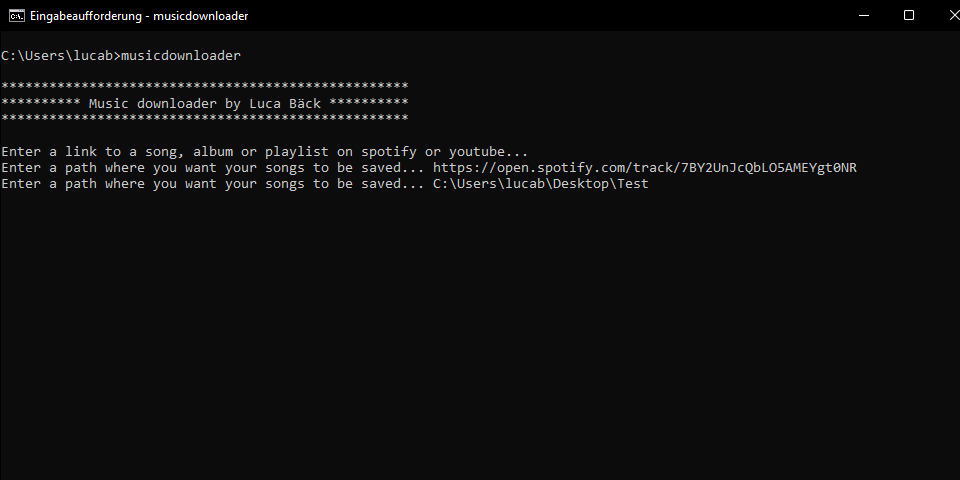 Eingabeaufforderung - musicdownloader
C:\Users\lucab>musicdownloader
***************************************************
********** Music downloader by Luca Bäck **********
***************************************************
Enter a link to a song, album or playlist on spotify or youtube...
Enter a path where you want your songs to be saved... https://open.spotify.com/track/7BY2UnJcQbLO5AMEYgt0NR
Enter a path where you want your songs to be saved... C:\Users\lucab\Desktop\Test